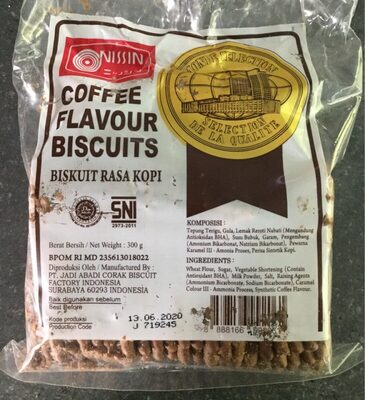 NISSIN
COFFEE
FLAVOUR
BISCUITS
BISKUIT RASA KOPI
SELECTION
SELECTION
DE LA QUALITE
SNI
2973-2011
Berat Bersih / Net Weight : 300 g
BPOM RI MD 235613018022
Diproduksi Oleh / Manufactured By :
PT. JADI ABADI CORAK BISCUIT
FACTORY INDONESIA
SURABAYA 60293 INDONESIA
Baik digunakan sebelum
Best Before
13.06.2020
Kode produksi
Production Code
J 719245
KOMPOSISI :
Tepung Terigu, Gula, Lemak Reroti Nabati (Mengandung
Antioksidan BHA), Susu Bubuk, Garam, Pengembang
(Amonium Bikarbonat, Natrium Bikarbonat), Pewarna
Karamel III - Amonia Proses, Perisa Sintetik Kopi.
INGREDIENTS :
Wheat Flour, Sugar, Vegetable Shortening (Contain
Antioxidant BHA), Milk Powder, Salt, Raising Agents
(Ammonium Bicarbonate, Sodium Bicarbonate), Caramel
Colour III - Ammonia Process, Synthetic Coffee Flavour.
888166